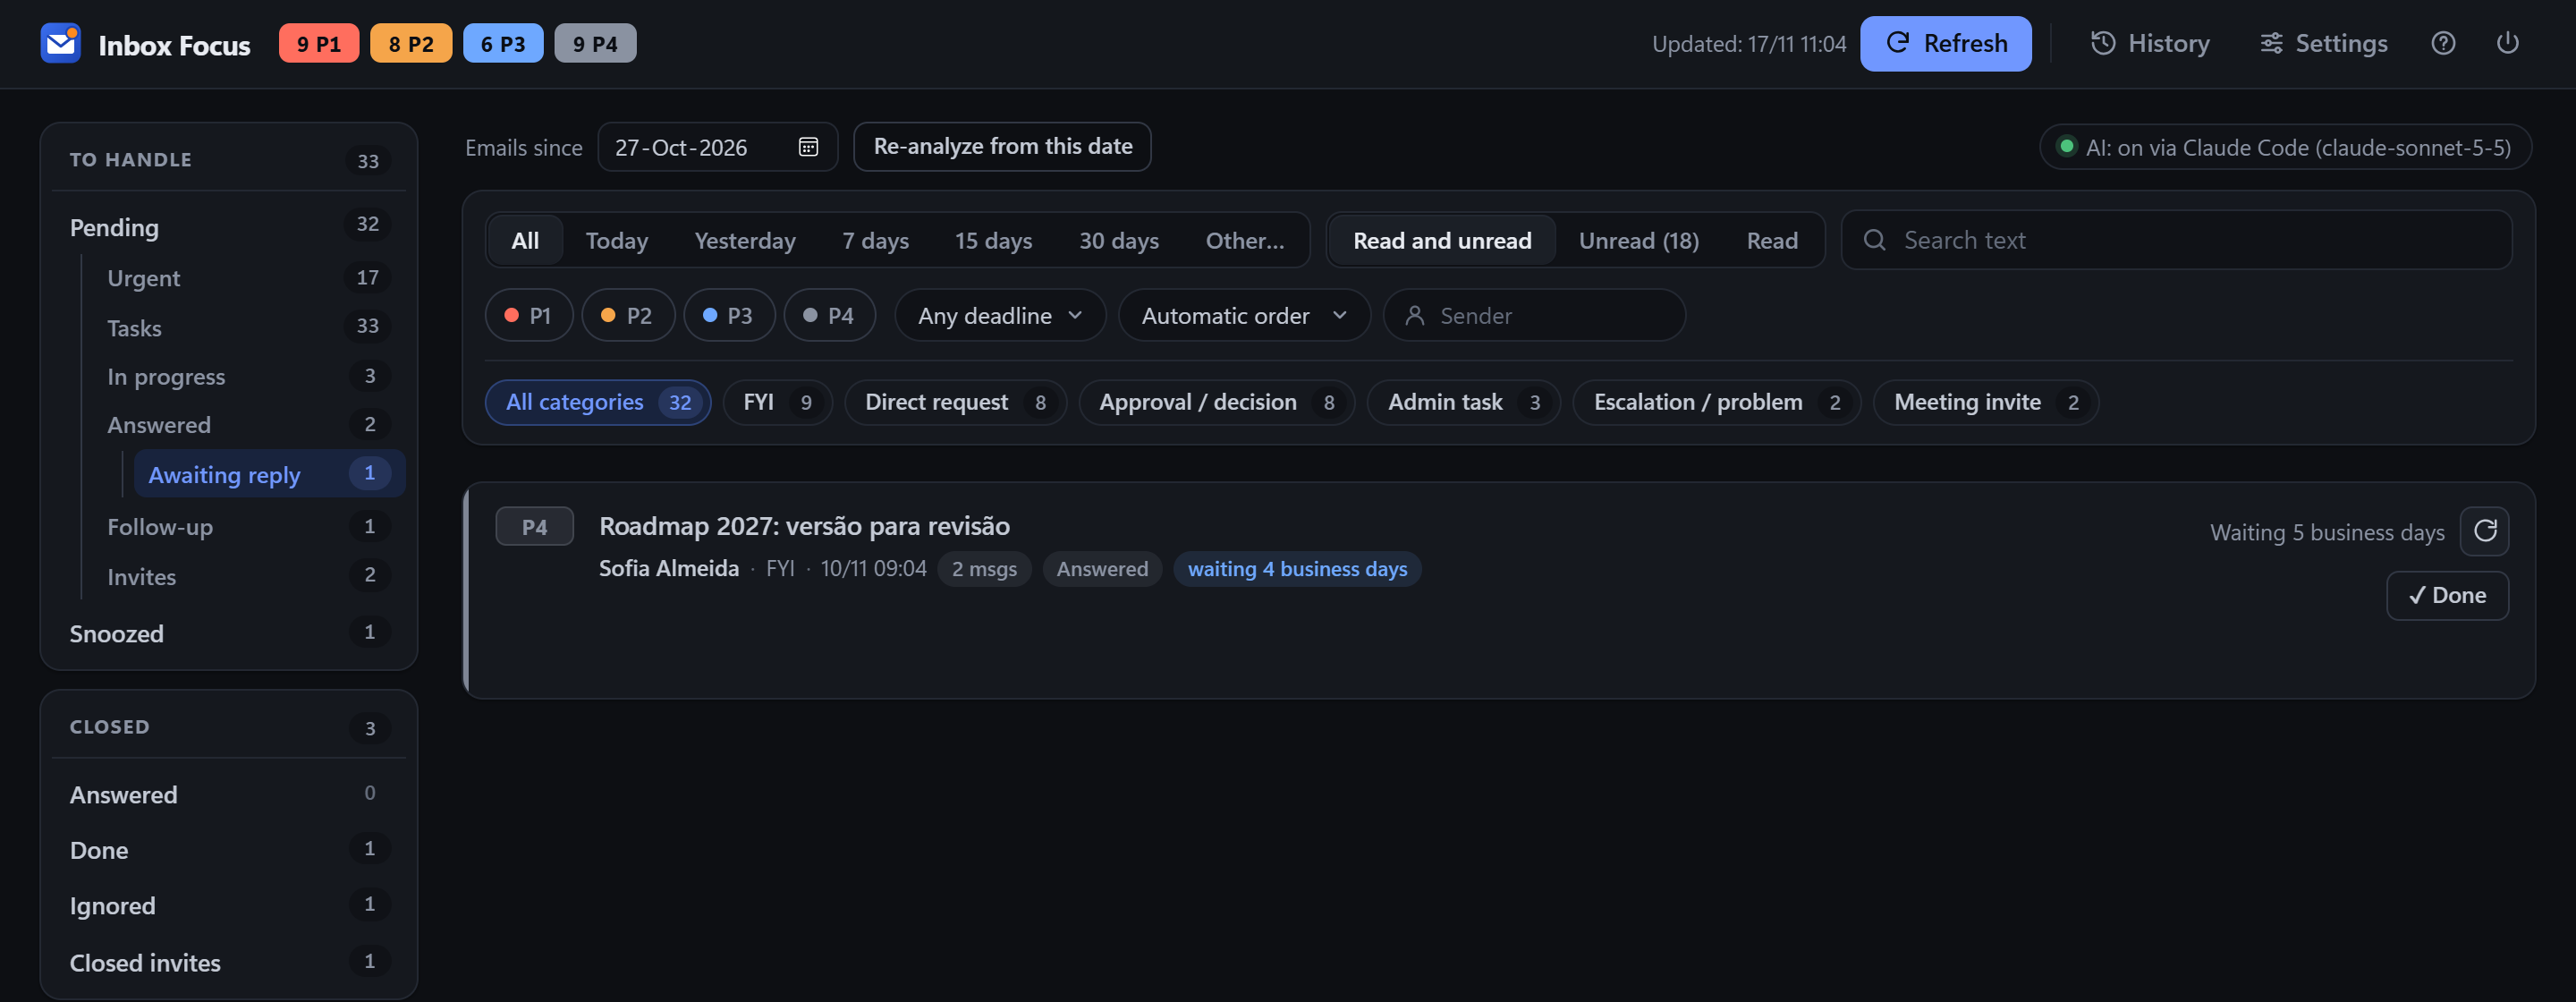 Inbox Focus 9 P1 8 P2 6 P3 9 P4 Updated: 17/11 11:04 Refresh History Settings
TO HANDLE 33
Pending 32
Urgent 17
Tasks 33
In progress 3
Answered 2
Awaiting reply 1
Follow-up 1
Invites 2
Snoozed 1
CLOSED 3
Answered 0
Done 1
Ignored 1
Closed invites 1
Emails since 27-Oct-2026 Re-analyze from this date AI: on via Claude Code (claude-sonnet-5-5)
All Today Yesterday 7 days 15 days 30 days Other... Read and unread Unread (18) Read Search text
P1 P2 P3 P4 Any deadline Automatic order Sender
All categories 32 FYI 9 Direct request 8 Approval / decision 8 Admin task 3 Escalation / problem 2 Meeting invite 2
P4 Roadmap 2027: versão para revisão Waiting 5 business days
Sofia Almeida · FYI · 10/11 09:04 2 msgs Answered waiting 4 business days
✓ Done